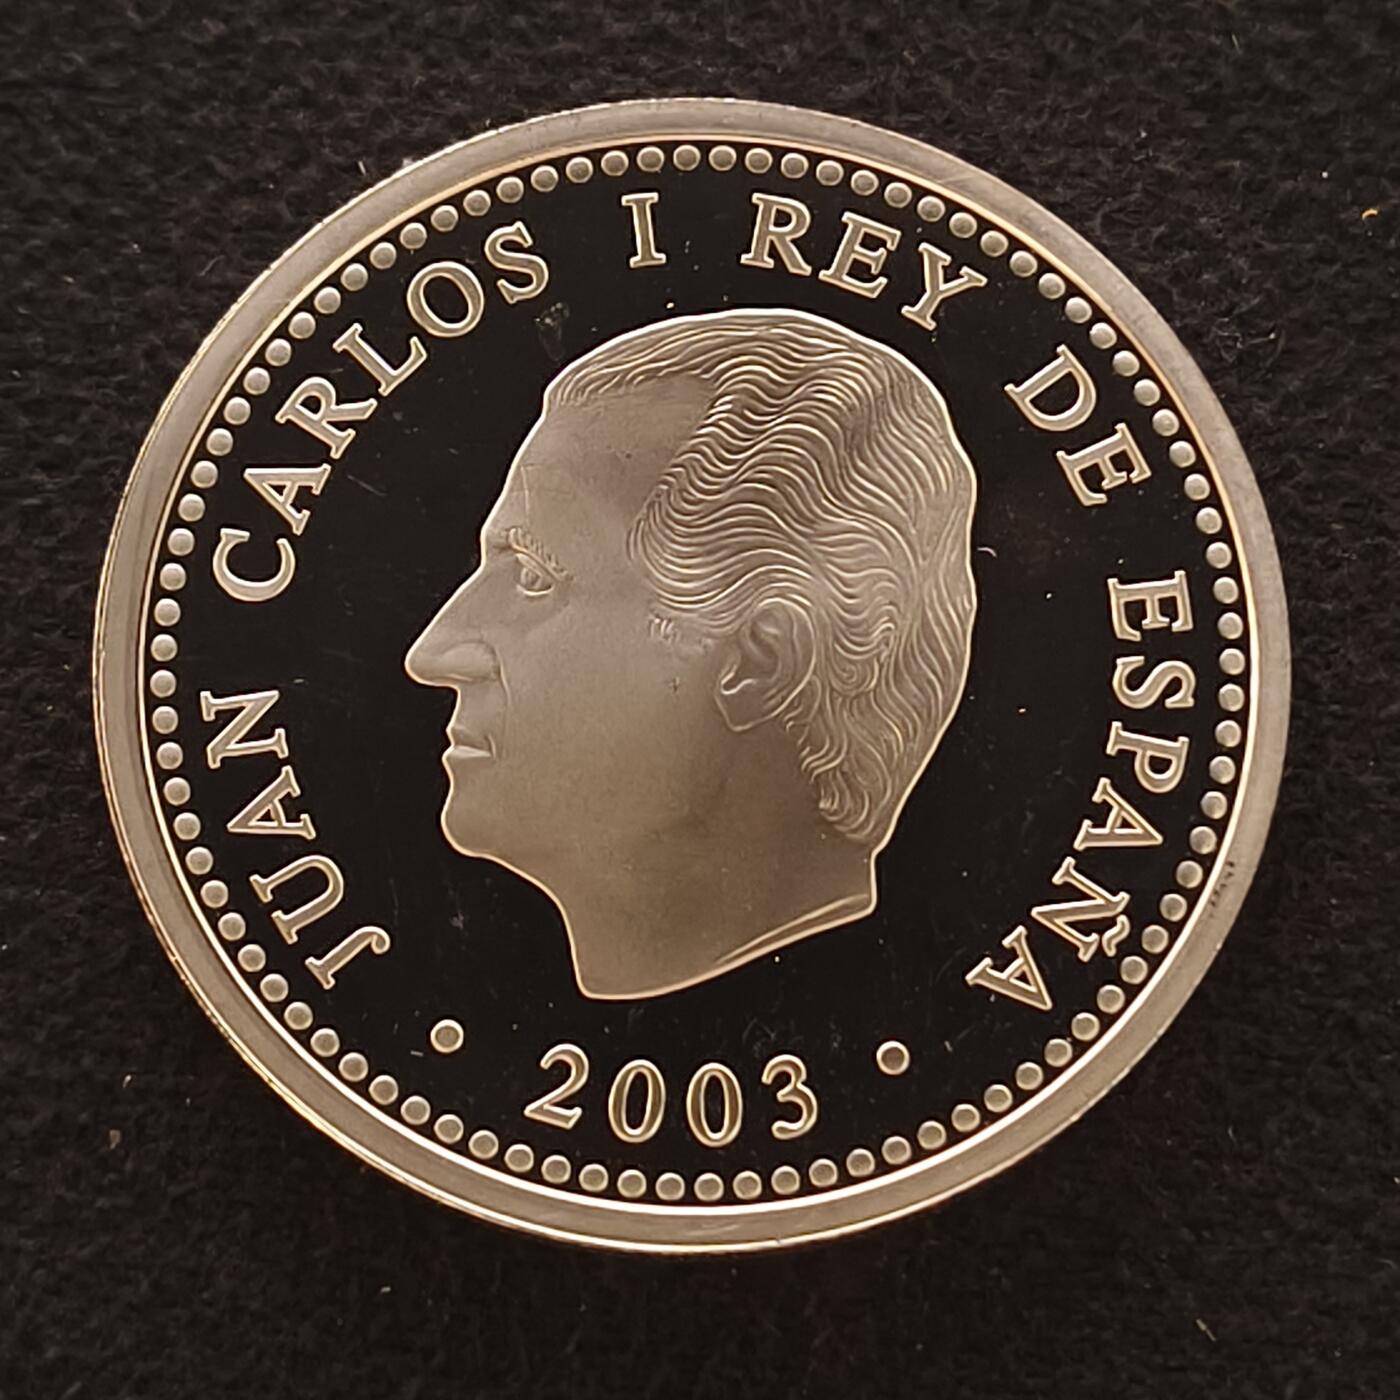 JUAN CARLOS I REY DE ESPAÑA
• 2003 •